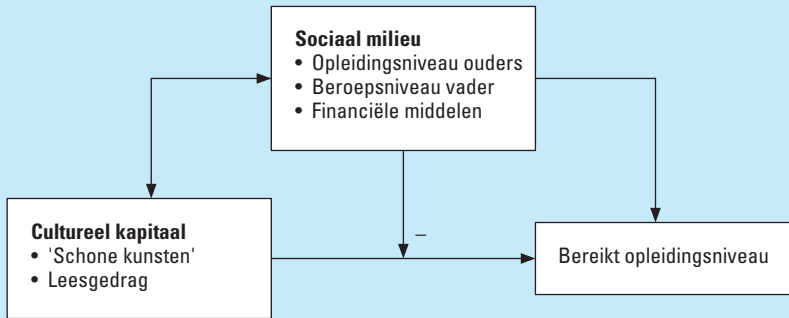 Sociaal milieu
• Opleidingsniveau ouders
• Beroepsniveau vader
• Financiële middelen
–
Cultureel kapitaal
• 'Schone kunsten'
• Leesgedrag
Bereikt opleidingsniveau